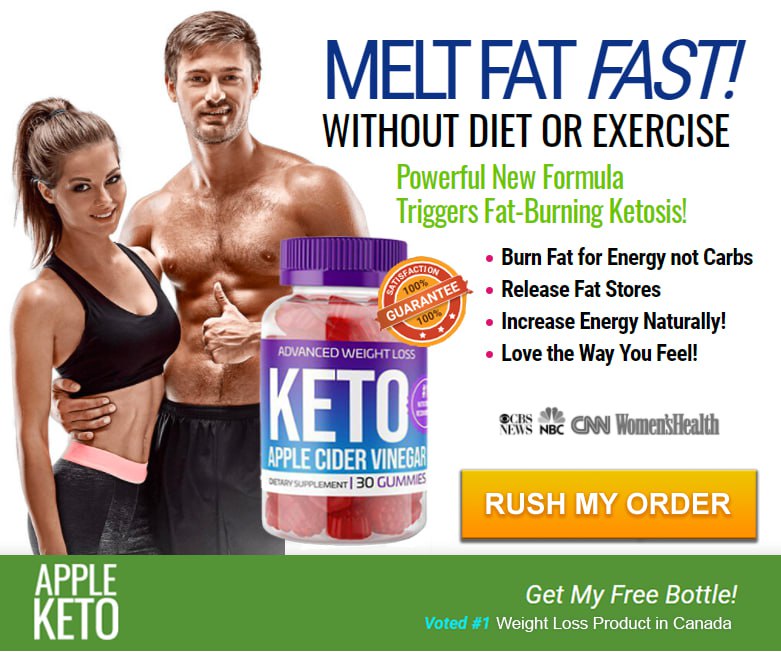 MELT FAT FAST!
WITHOUT DIET OR EXERCISE
Powerful New Formula
Triggers Fat-Burning Ketosis!
• Burn Fat for Energy not Carbs
• Release Fat Stores
• Increase Energy Naturally!
• Love the Way You Feel!
SATISFACTION
100%
GUARANTEE
100%
ADVANCED WEIGHT LOSS
KETO
APPLE CIDER VINEGAR
DIETARY SUPPLEMENT | 30 GUMMIES
CBS NEWS NBC CNN Women'sHealth
RUSH MY ORDER
APPLE
KETO
Get My Free Bottle!
Voted #1 Weight Loss Product in Canada